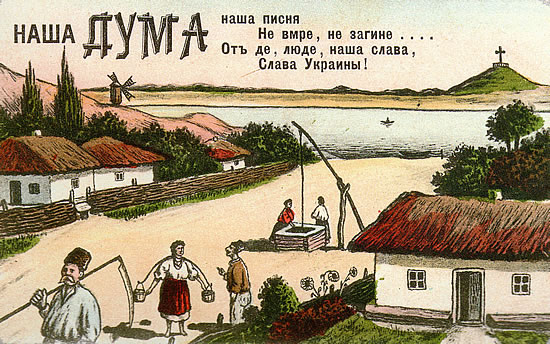 НАША ДУМА
наша писня
Не вмре, не загине ....
Отъ де, люде, наша слава,
Слава Украины!